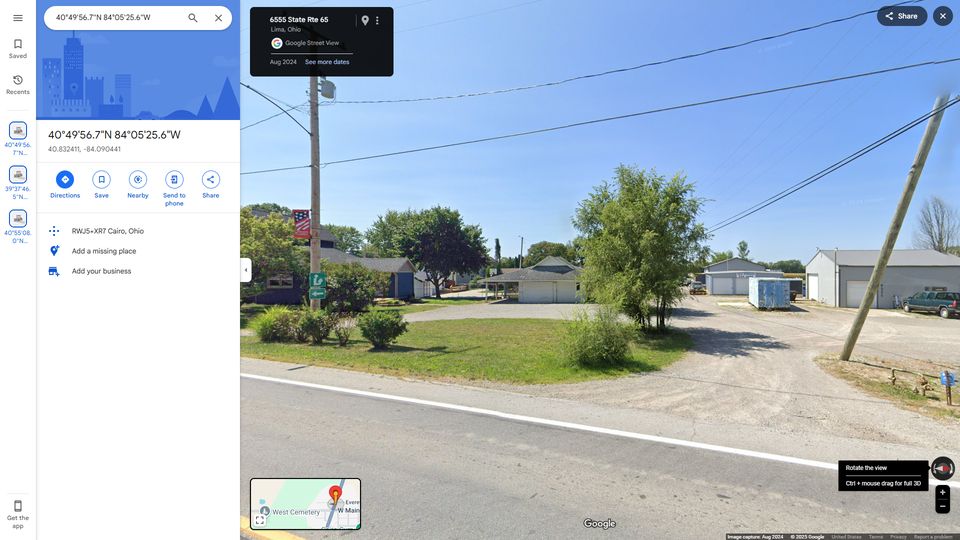 40°49'56.7"N 84°05'25.6"W
6555 State Rte 65
Lima, Ohio
Google Street View
Aug 2024 See more dates
Share
Saved
Recents
40°49'56.
7"N...
39°37'46.
5"N...
40°55'08.
0"N...
Get the
app
40°49'56.7"N 84°05'25.6"W
40.832411, -84.090441
Directions
Save
Nearby
Send to
phone
Share
RWJ5+XR7 Cairo, Ohio
Add a missing place
Add your business
Rotate the view
Ctrl + mouse drag for full 3D
West Cemetery
Evere
W Main
Google
Image capture: Aug 2024 © 2025 Google United States Terms Privacy Report a problem